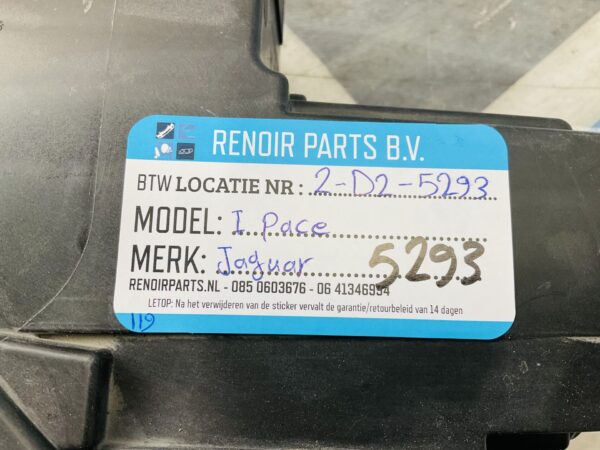 RENOIR PARTS B.V.
BTW LOCATIE NR : 2-D2-5293
MODEL: I Pace
MERK: Jaguar 5293
RENOIRPARTS.NL - 085 0603676 - 06 41346994
LETOP: Na het verwijderen van de sticker vervalt de garantie/retourbeleid van 14 dagen
119